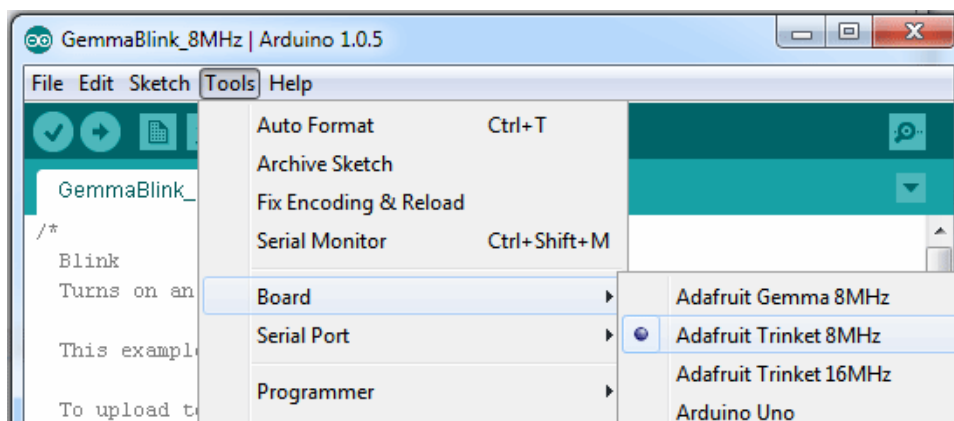 GemmaBlink_8MHz | Arduino 1.0.5
File Edit Sketch Tools Help
Auto Format Ctrl+T
Archive Sketch
GemmaBlink_
Fix Encoding & Reload
/*
Serial Monitor Ctrl+Shift+M
Blink
Turns on an
Board
Adafruit Gemma 8MHz
Serial Port
Adafruit Trinket 8MHz
This example
Adafruit Trinket 16MHz
Programmer
To upload to
Arduino Uno